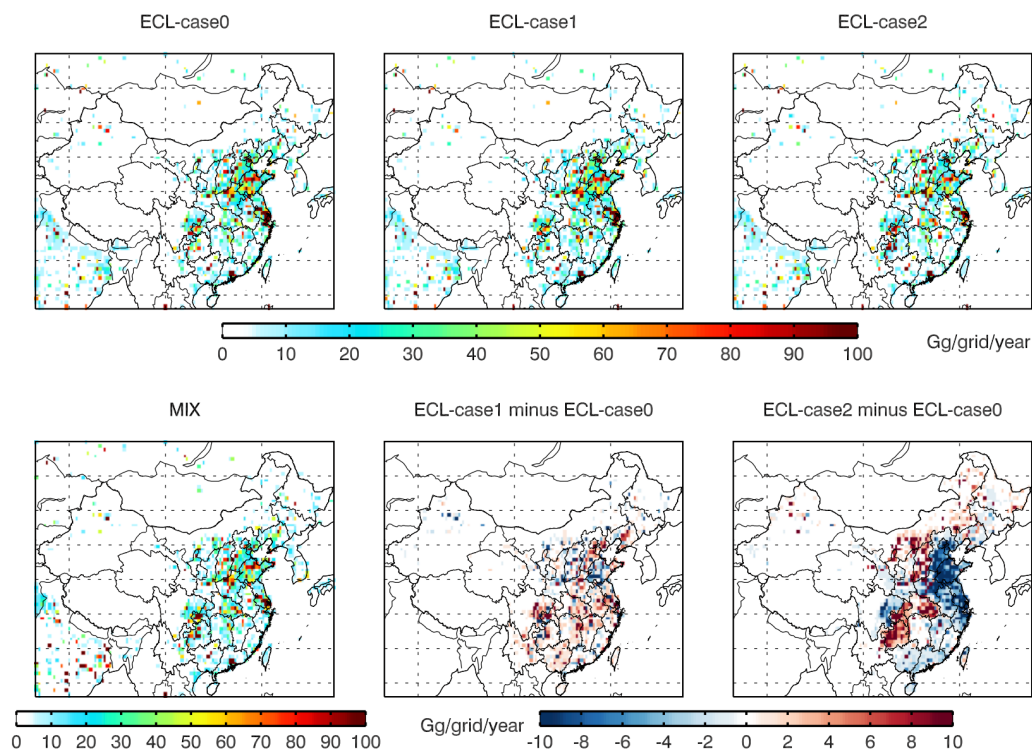 ECL-case0 ECL-case1 ECL-case2
0 10 20 30 40 50 60 70 80 90 100 Gg/grid/year
MIX ECL-case1 minus ECL-case0 ECL-case2 minus ECL-case0
0 10 20 30 40 50 60 70 80 90 100 Gg/grid/year -10 -8 -6 -4 -2 0 2 4 6 8 10